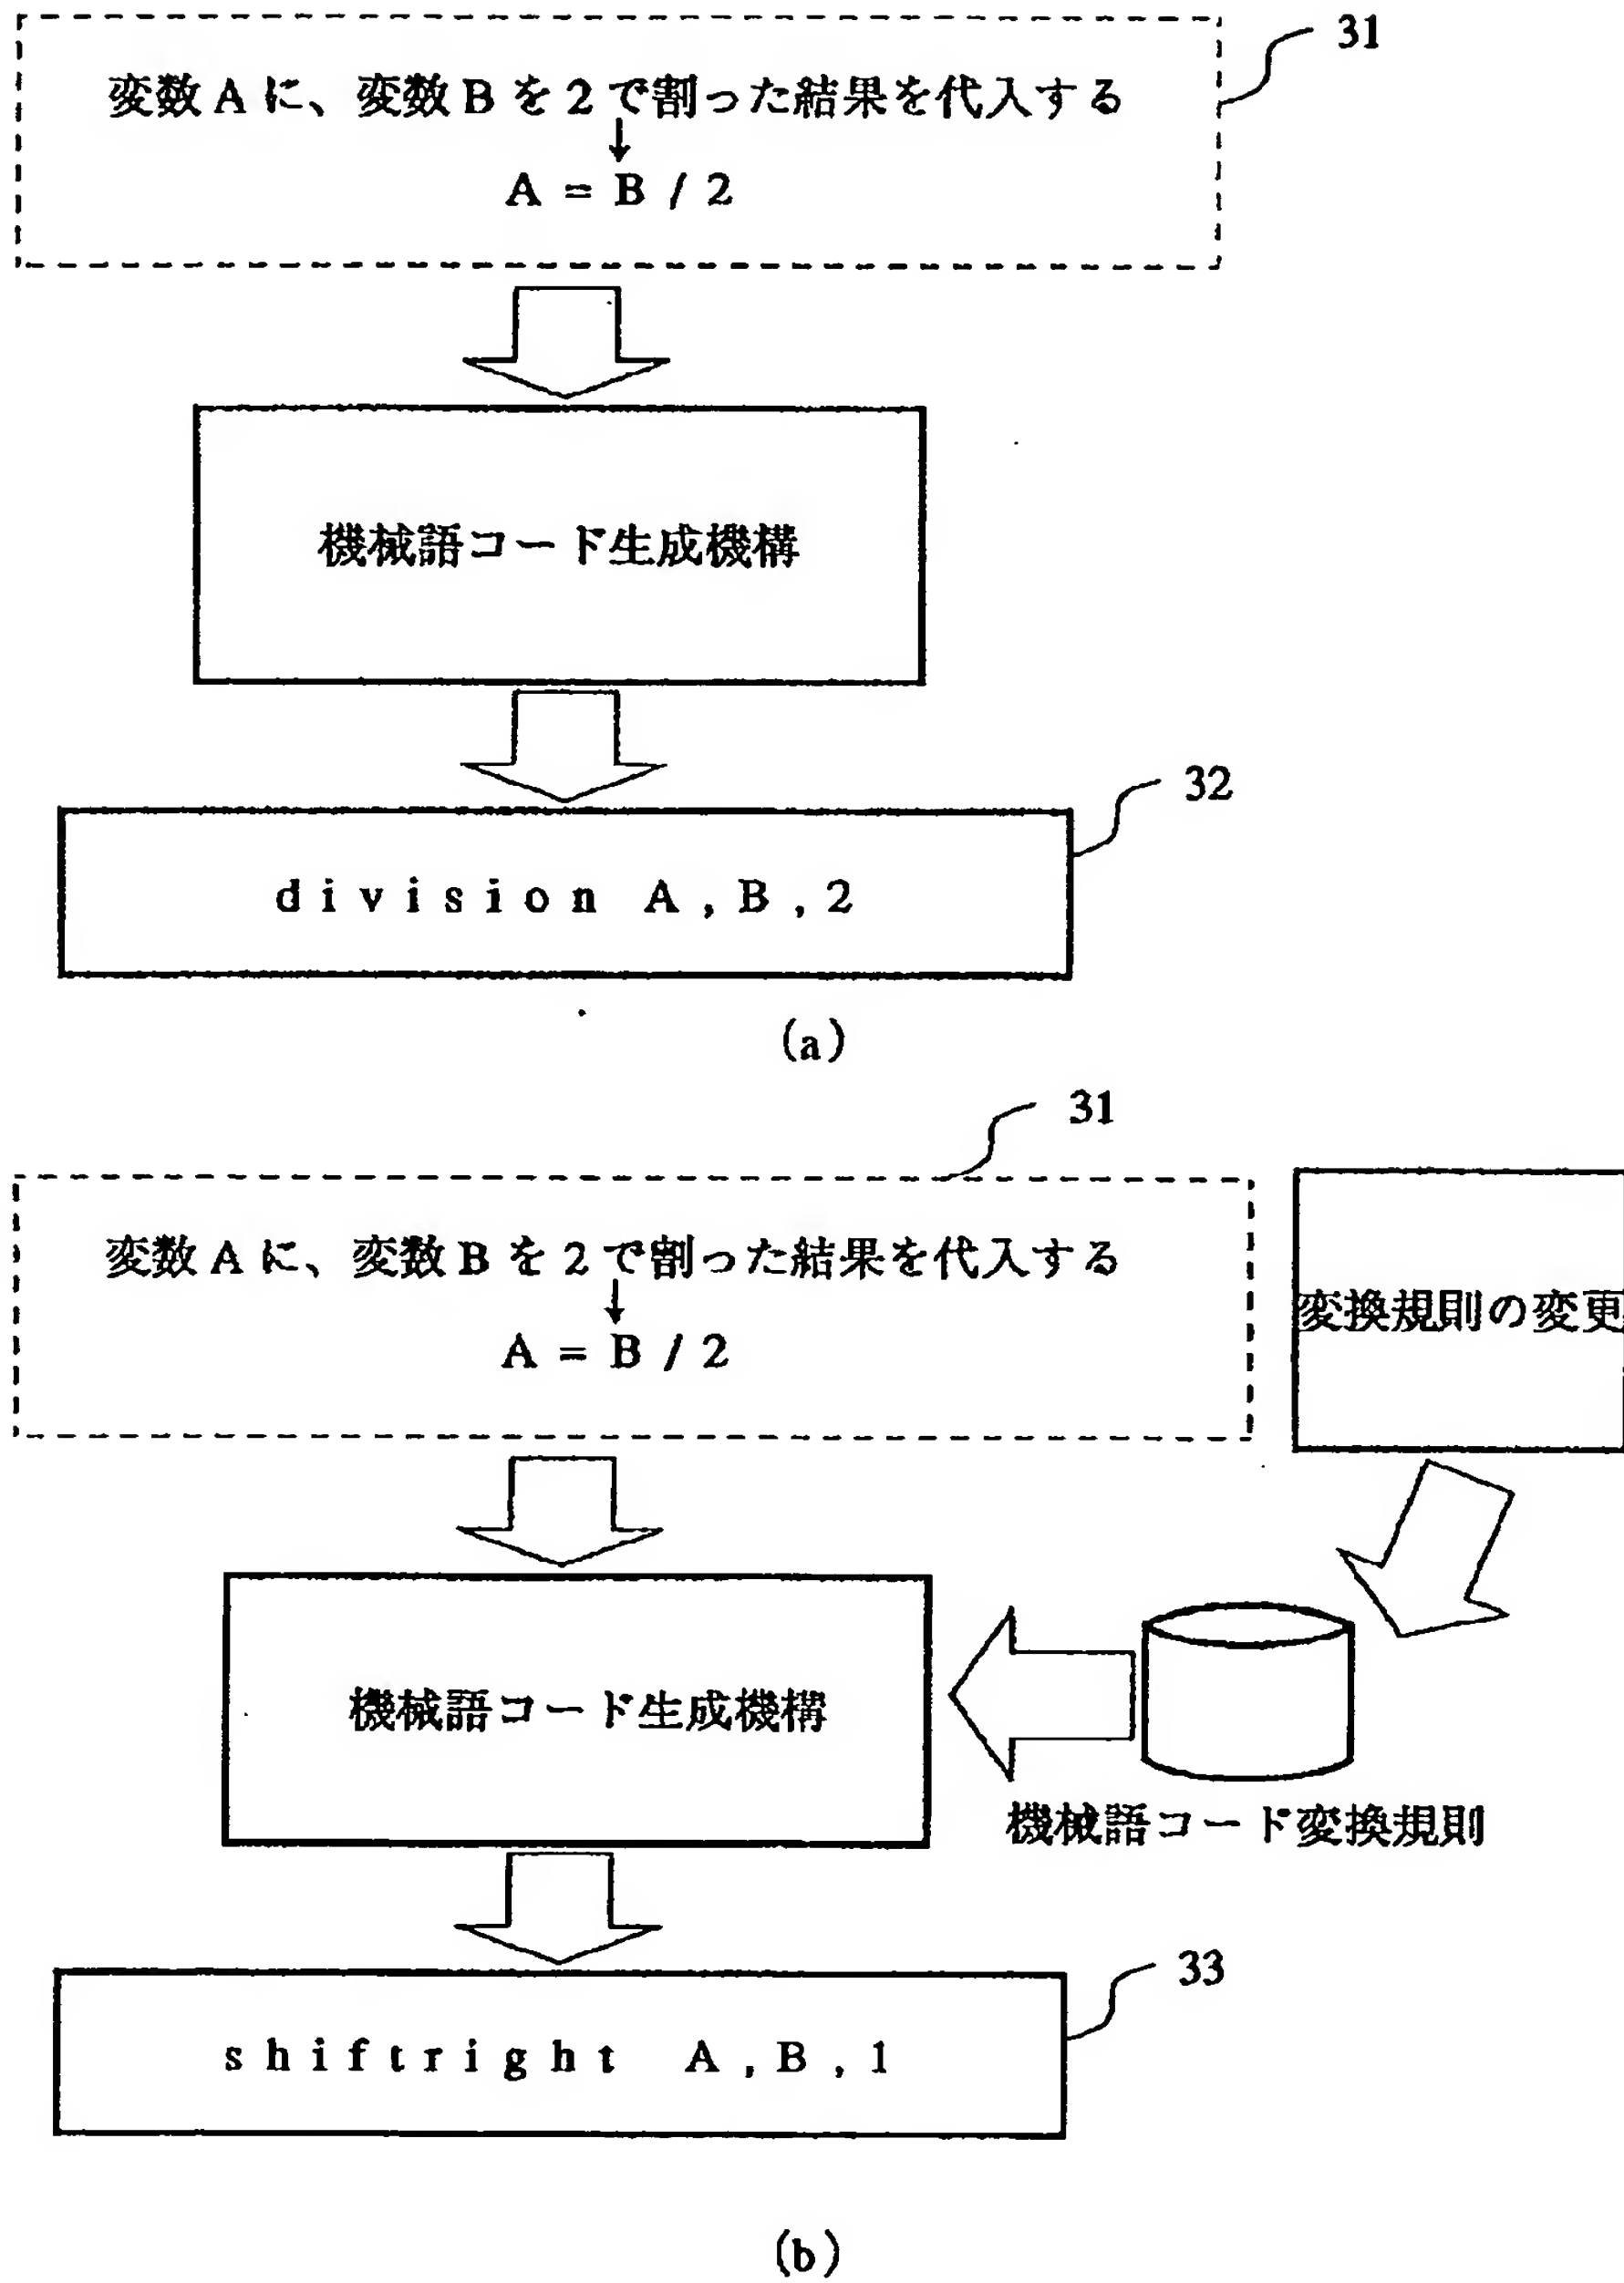 31
変数Aに、変数Bを2で割った結果を代入する
↓
A = B / 2
機械語コード生成機構
32
division A,B,2
(a)
31
変数Aに、変数Bを2で割った結果を代入する
↓
A = B / 2
変換規則の変更
機械語コード生成機構
機械語コード変換規則
33
shiftright A,B,1
(b)